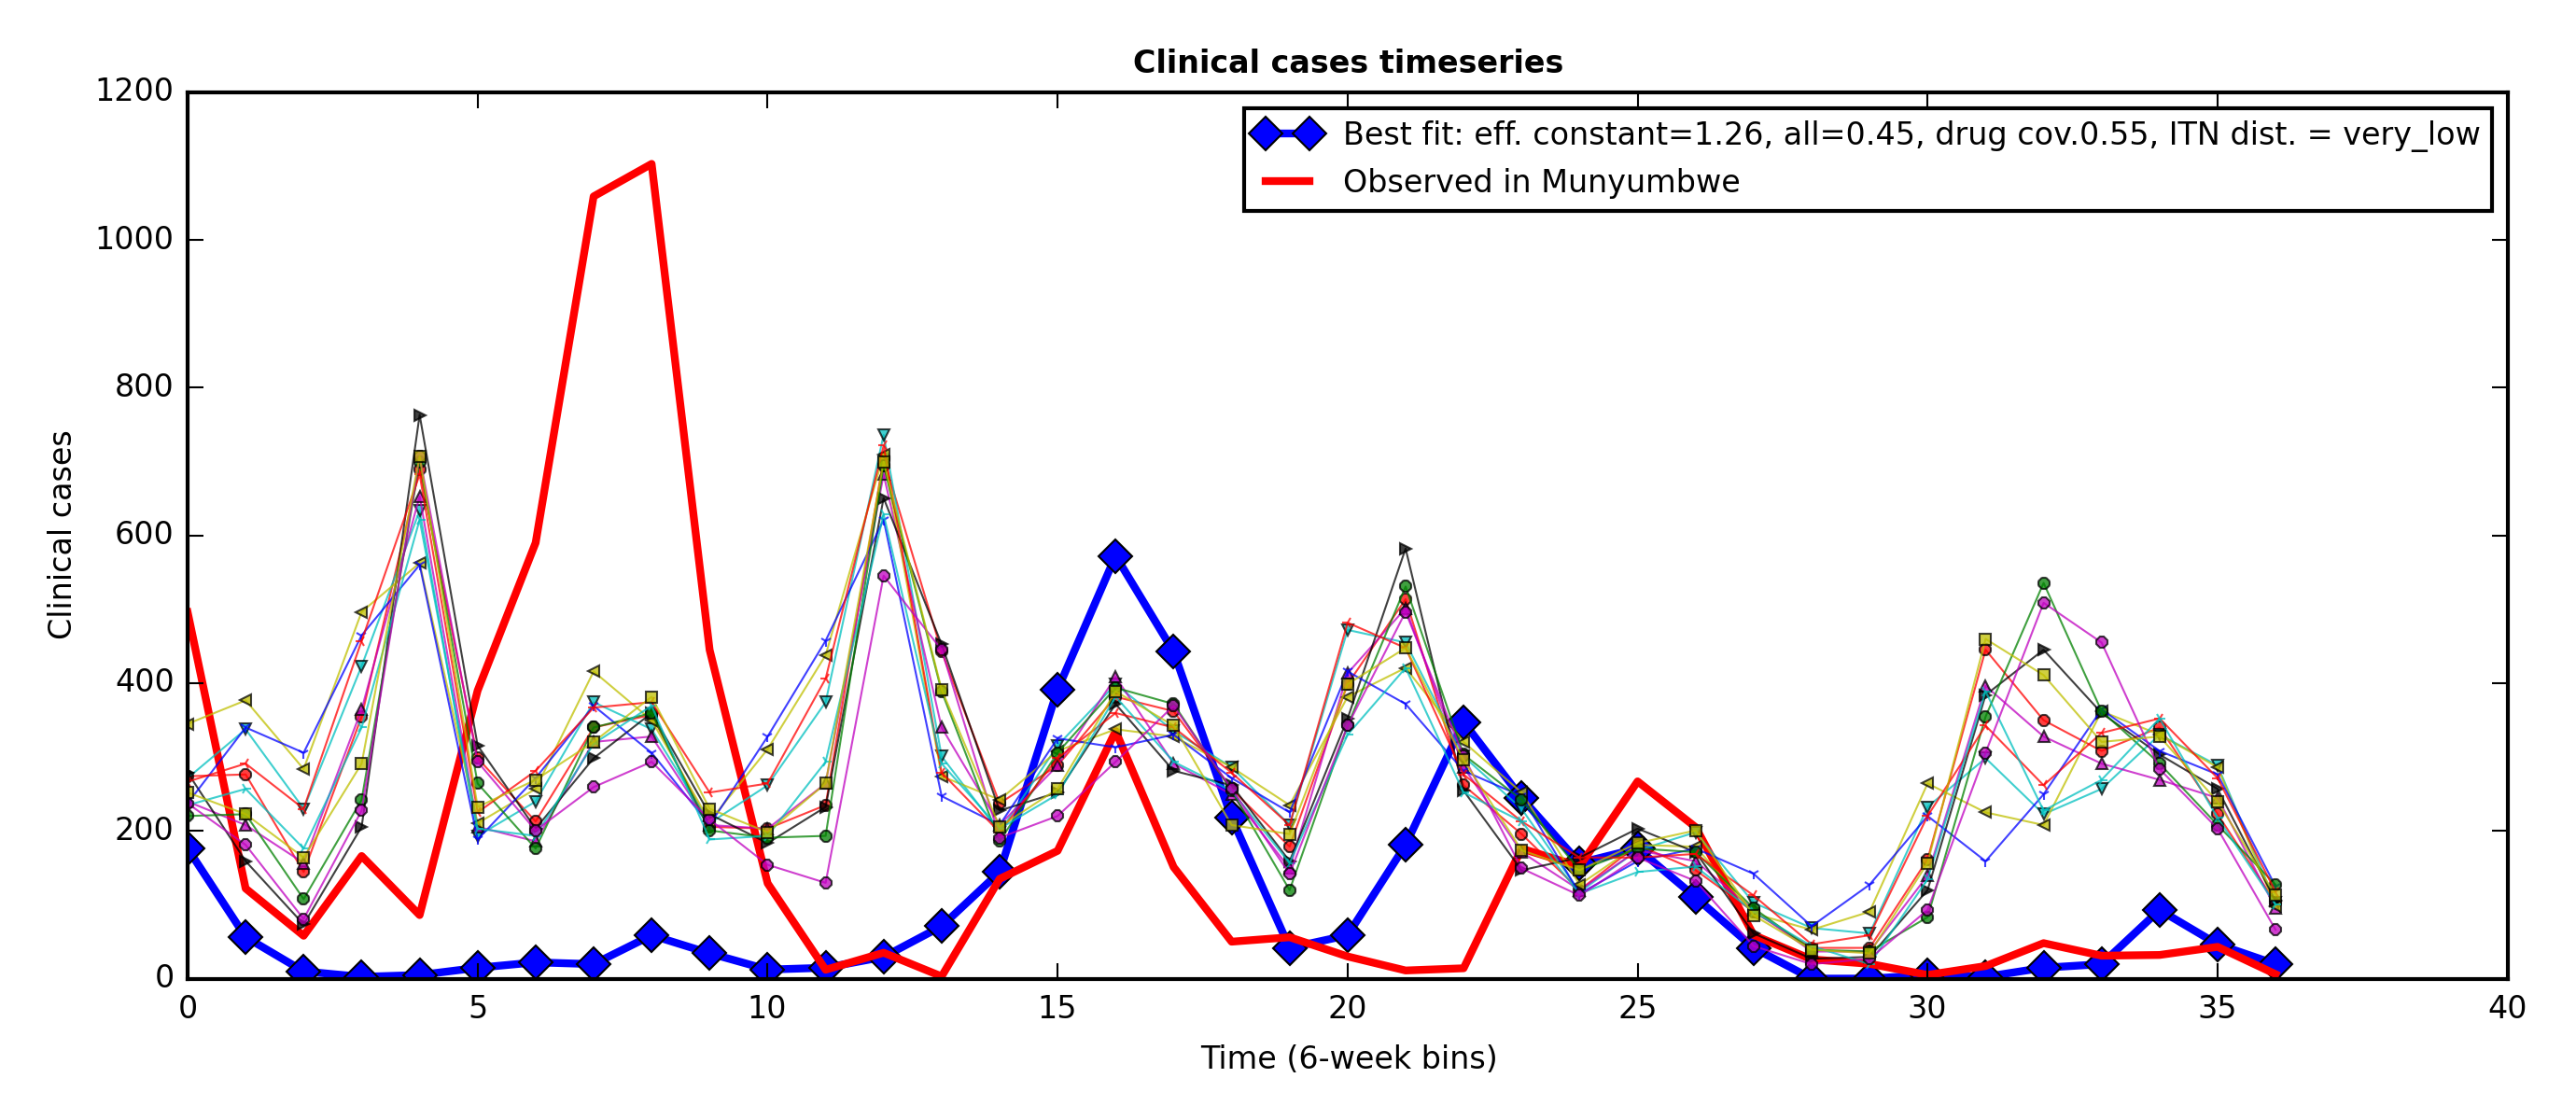 Clinical cases timeseries
Best fit: eff. constant=1.26, all=0.45, drug cov.0.55, ITN dist. = very_low
Observed in Munyumbwe
Clinical cases
1200
1000
800
600
400
200
0
0 5 10 15 20 25 30 35 40
Time (6-week bins)